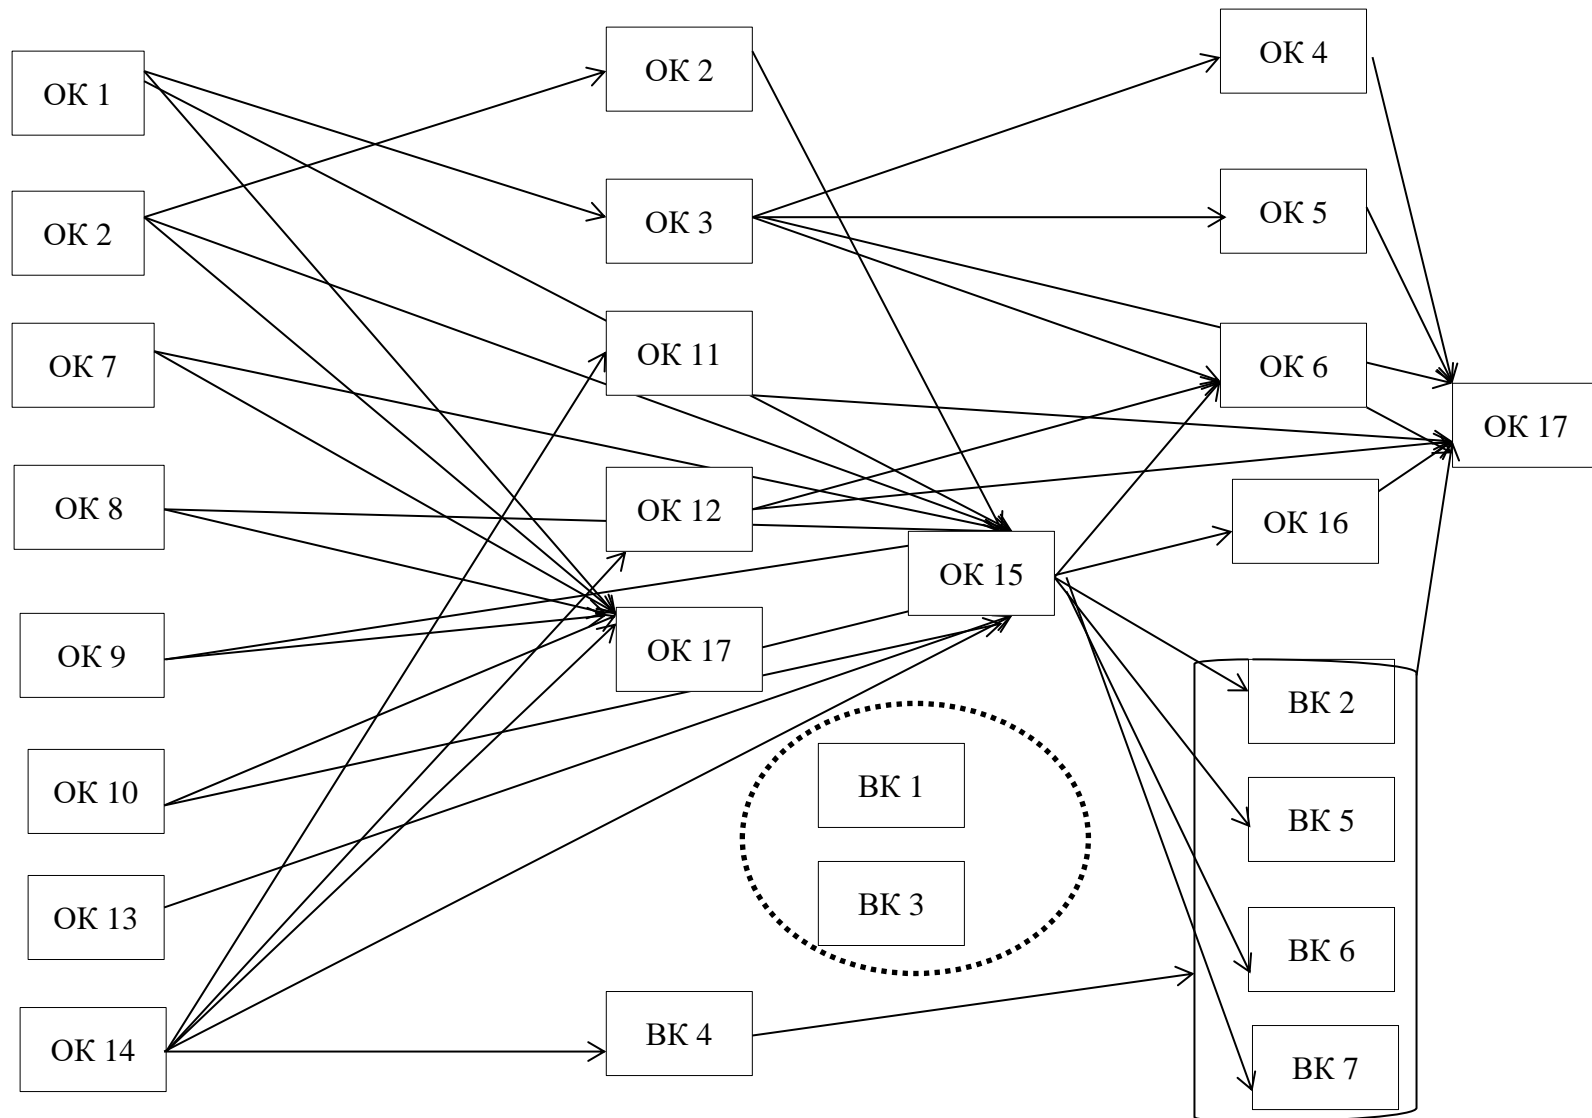 ОК 1
ОК 2
ОК 7
ОК 8
ОК 9
ОК 10
ОК 13
ОК 14
ОК 2
ОК 3
ОК 11
ОК 12
ОК 17
ВК 4
ОК 15
ВК 1
ВК 3
ОК 4
ОК 5
ОК 6
ОК 16
ВК 2
ВК 5
ВК 6
ВК 7
ОК 17